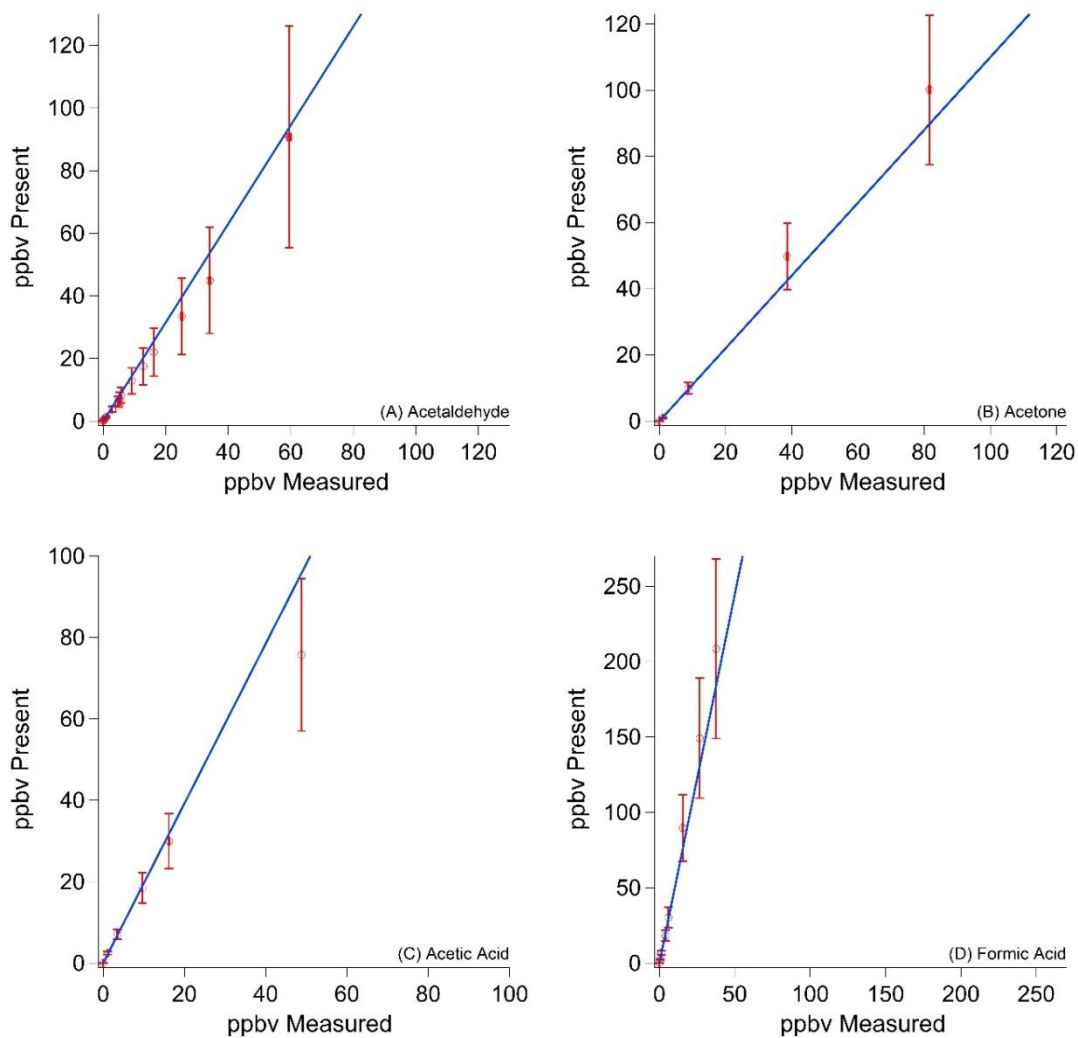 120
100
80
60
40
20
0
ppbv Present
(A) Acetaldehyde
0 20 40 60 80 100 120
ppbv Measured
120
100
80
60
40
20
0
ppbv Present
(B) Acetone
0 20 40 60 80 100 120
ppbv Measured
100
80
60
40
20
0
ppbv Present
(C) Acetic Acid
0 20 40 60 80 100
ppbv Measured
250
200
150
100
50
0
ppbv Present
(D) Formic Acid
0 50 100 150 200 250
ppbv Measured